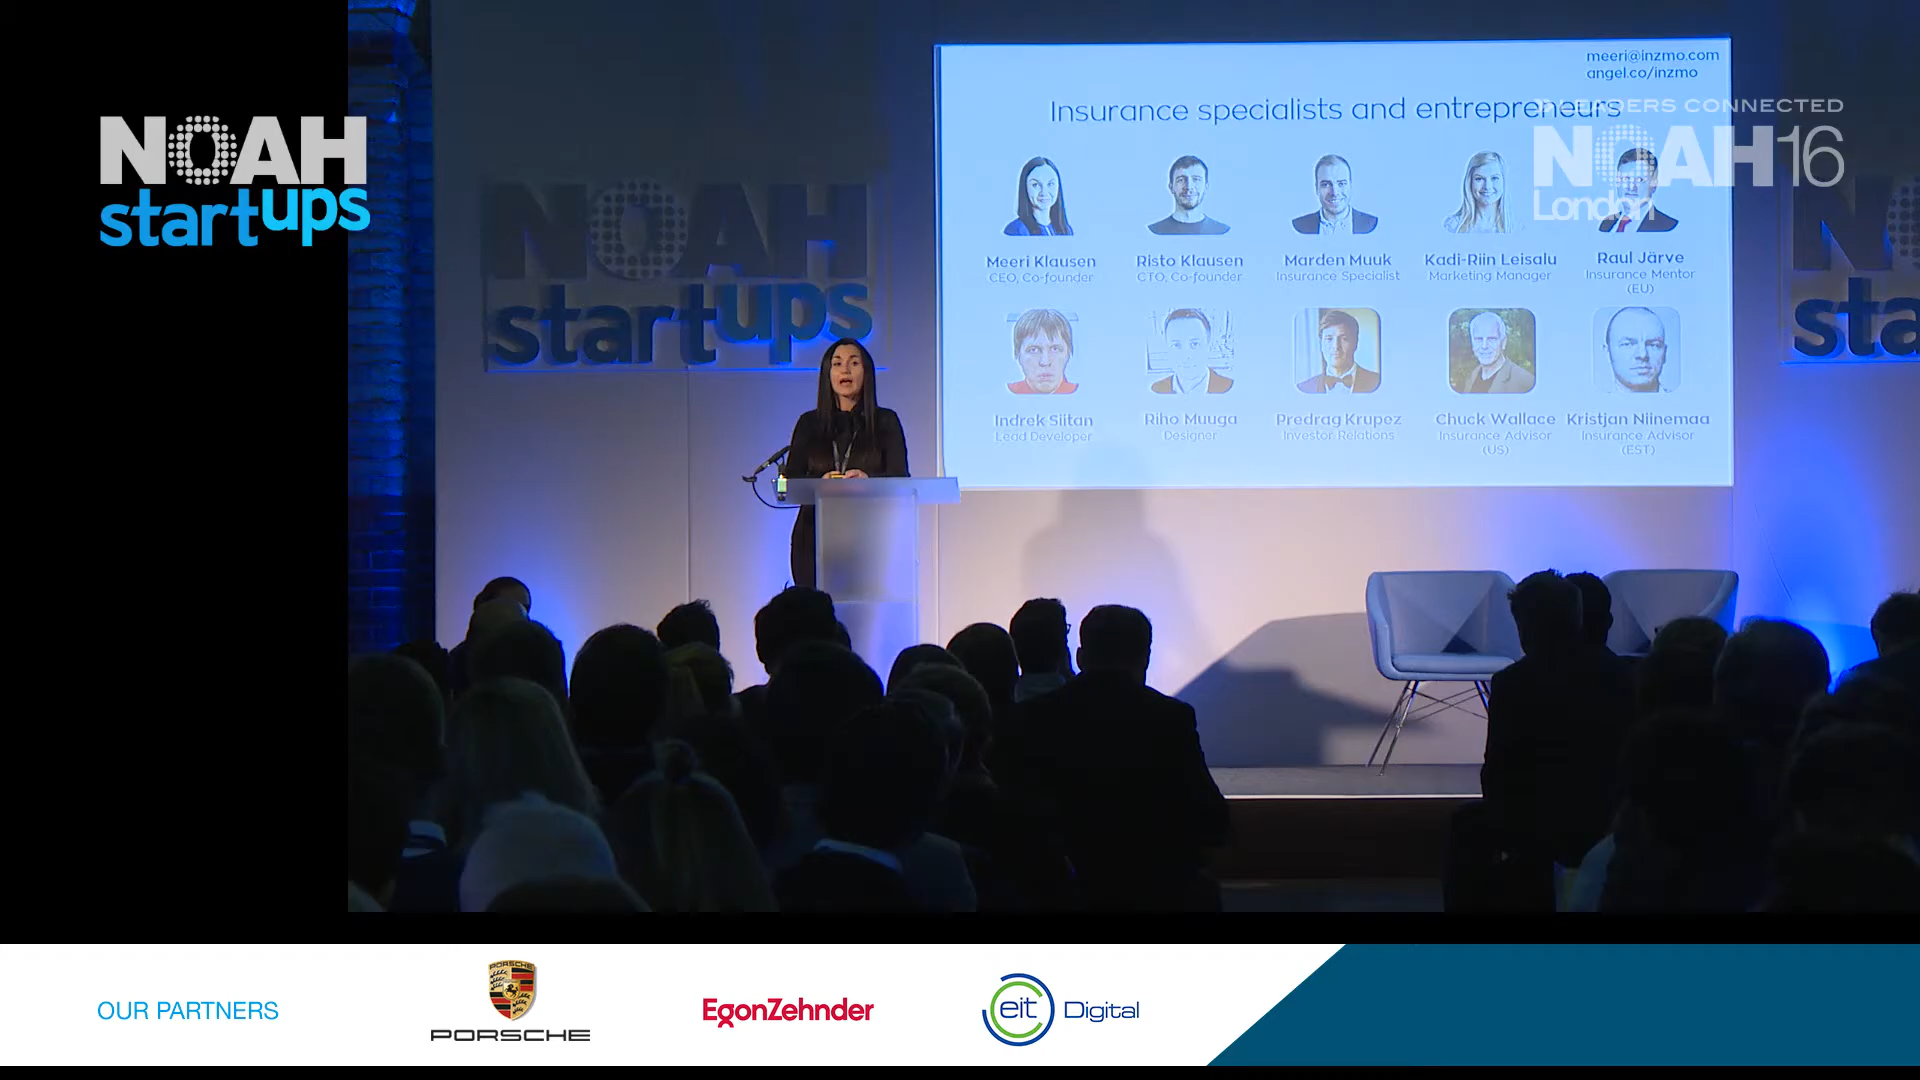 NOAH
startups
meeri@inzmo.com
angel.co/inzmo
Insurance specialists and entrepreneurs
LEADERS CONNECTED
NOAH16
London
NOAH
startups
sta
Meeri Klausen
CEO, Co-founder
Risto Klausen
CTO, Co-founder
Marden Muuk
Insurance Specialist
Kadi-Riin Leisalu
Marketing Manager
Raul Järve
Insurance Mentor
(EU)
Indrek Siitan
Lead Developer
Riho Muuga
Designer
Predrag Krupez
Investor Relations
Chuck Wallace
Insurance Advisor
(US)
Kristjan Niinemaa
Insurance Advisor
(EST)
OUR PARTNERS
PORSCHE
PORSCHE
EgonZehnder
eit Digital